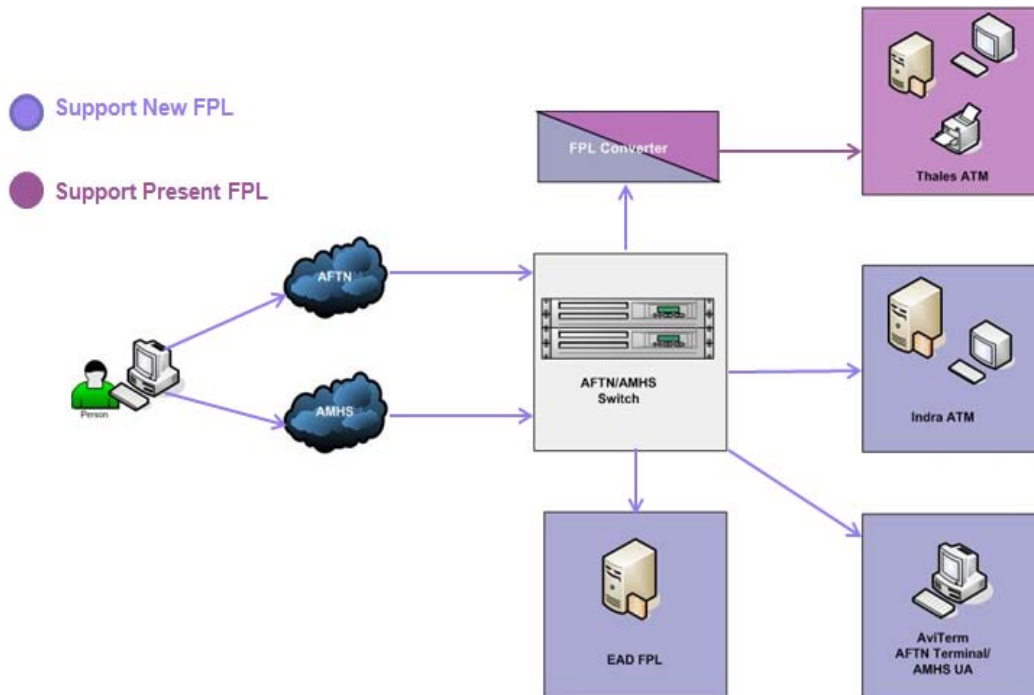 Support New FPL
Support Present FPL
FPL Converter
Thales ATM
AFTN
AMHS
Person
AFTN/AMHS
Switch
Indra ATM
EAD FPL
AviTerm
AFTN Terminal/
AMHS UA